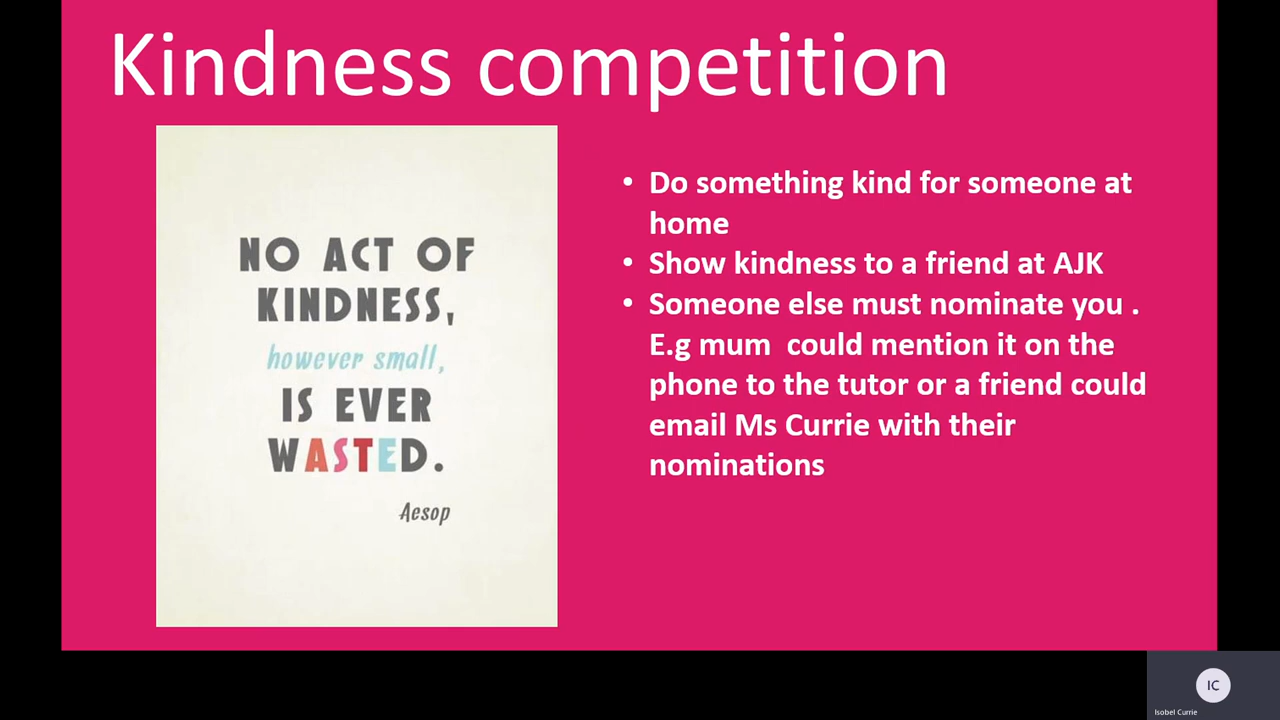 Kindness competition
NO ACT OF
KINDNESS,
however small,
IS EVER
WASTED.
Aesop
• Do something kind for someone at
home
• Show kindness to a friend at AJK
• Someone else must nominate you .
E.g mum  could mention it on the
phone to the tutor or a friend could
email Ms Currie with their
nominations
IC
Isobel Currie